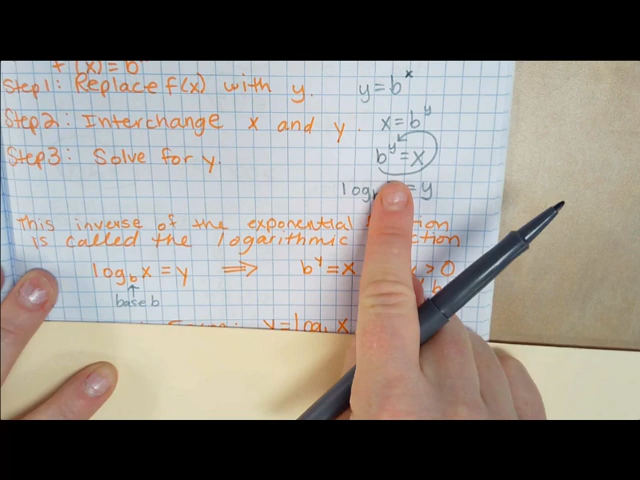 f(x) = b
Step1: Replace f(x) with y. y = b^x
Step2: Interchange x and y. x = b^y
Step3: Solve for y. b^y = x
log = y
This inverse of the exponential
is called the logarithmic
log_b x = y ⟹ b^y = x > 0
base b b
y = log x